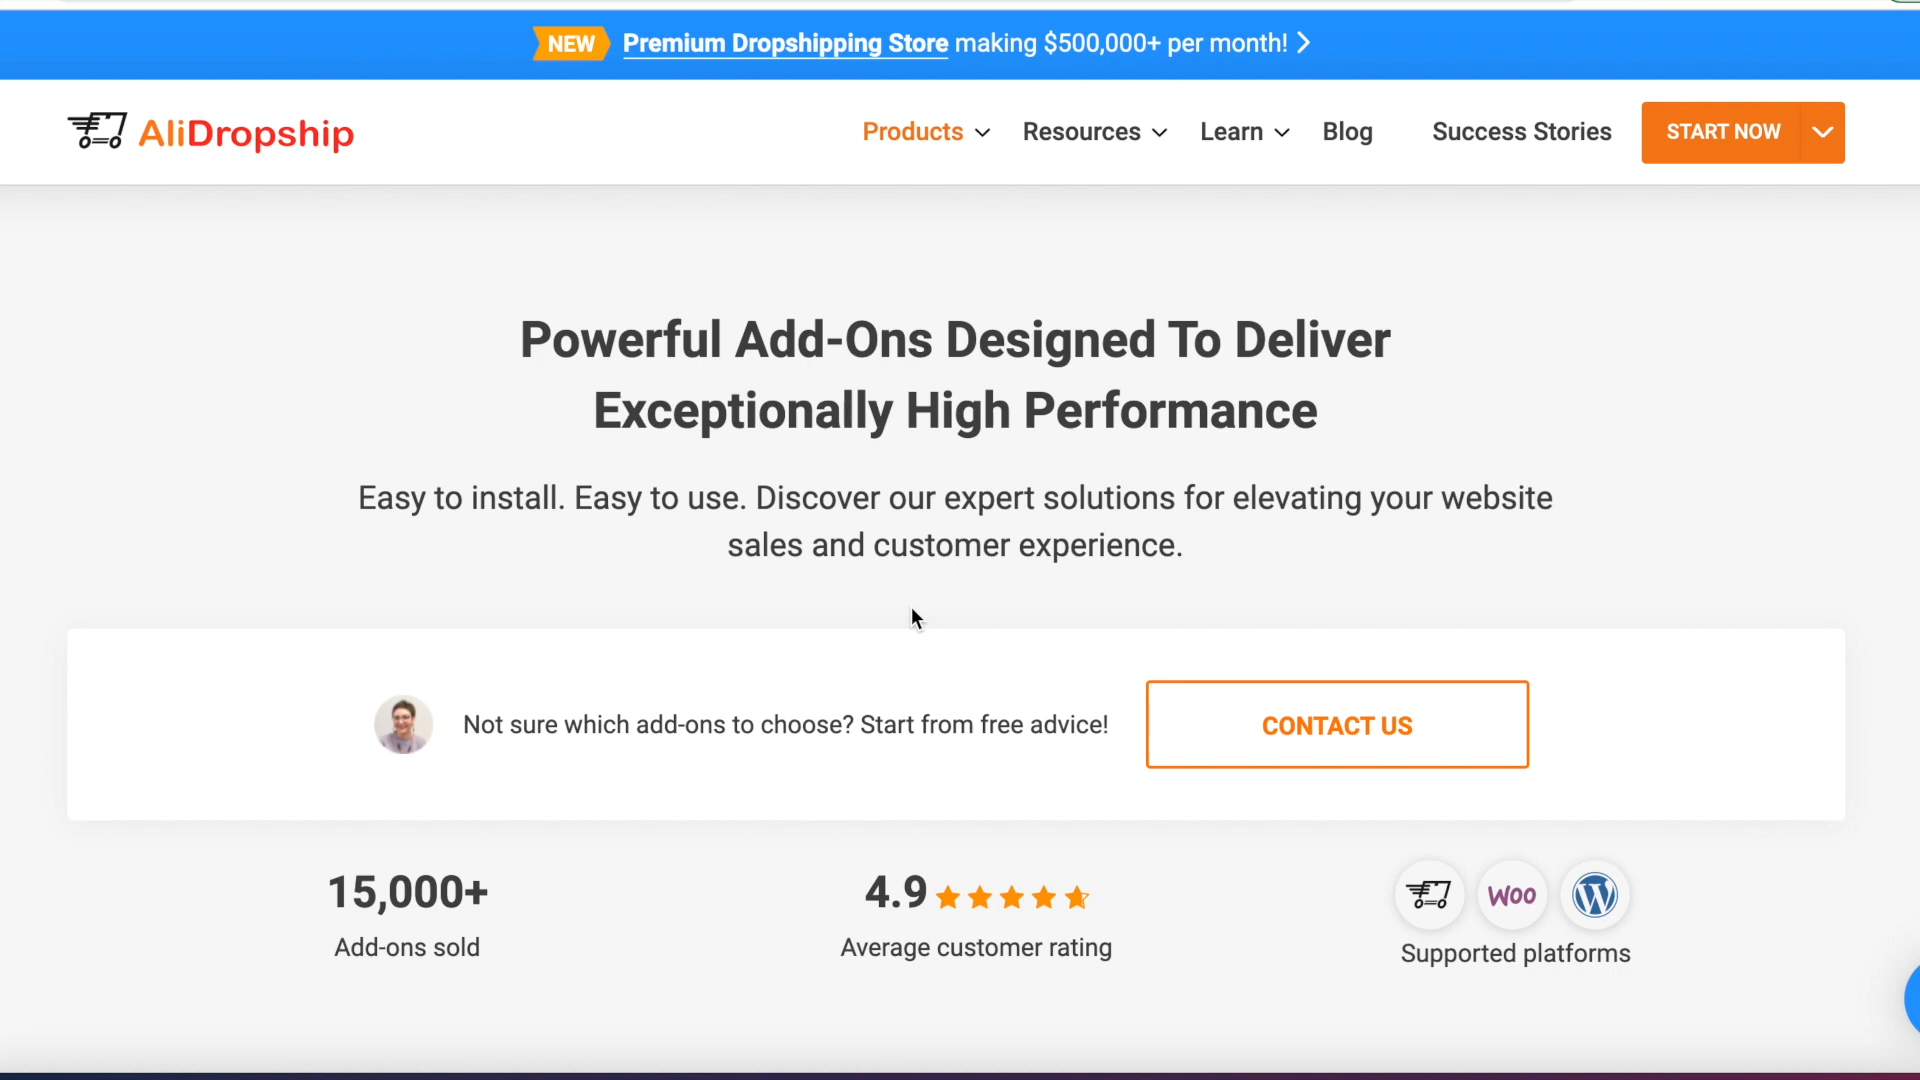 NEW Premium Dropshipping Store making $500,000+ per month!
AliDropship
Products Resources Learn Blog Success Stories START NOW
Powerful Add-Ons Designed To Deliver
Exceptionally High Performance
Easy to install. Easy to use. Discover our expert solutions for elevating your website
sales and customer experience.
Not sure which add-ons to choose? Start from free advice!
CONTACT US
15,000+
Add-ons sold
4.9
Average customer rating
Woo
Supported platforms